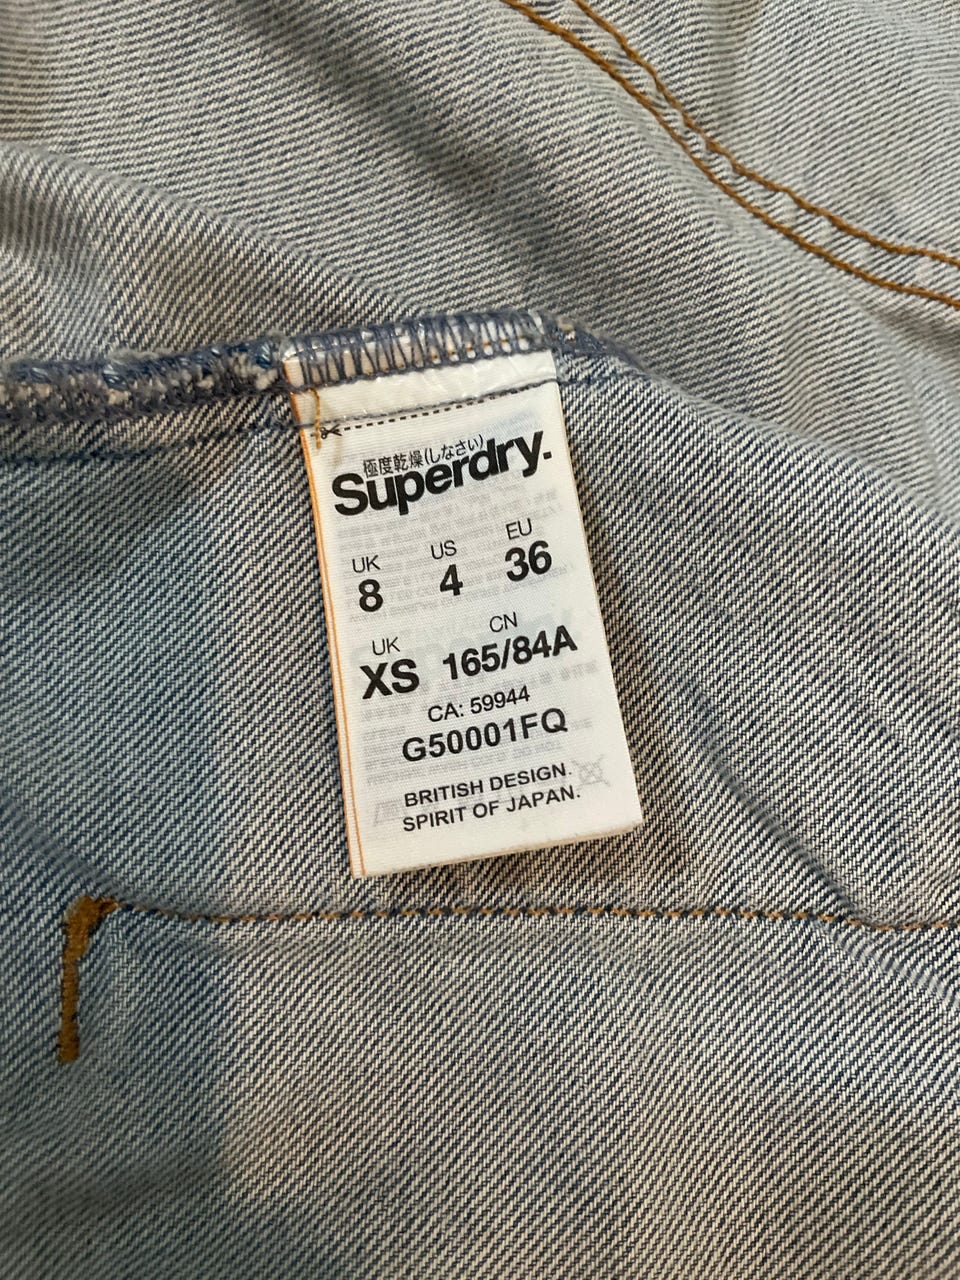 極度乾燥(しなさい)
Superdry.
UK US EU
8 4 36
UK CN
XS 165/84A
CA: 59944
G50001FQ
BRITISH DESIGN.
SPIRIT OF JAPAN.